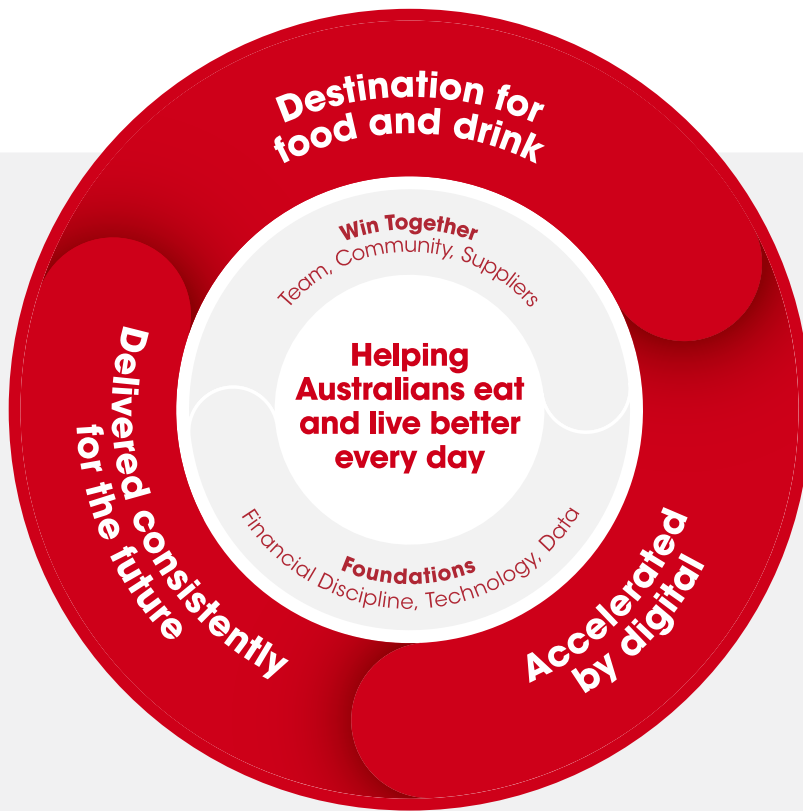 Destination for
food and drink
Win Together
Team, Community, Suppliers
Helping
Australians eat
and live better
every day
Foundations
Financial Discipline, Technology, Data
Accelerated
by digital
Delivered consistently
for the future